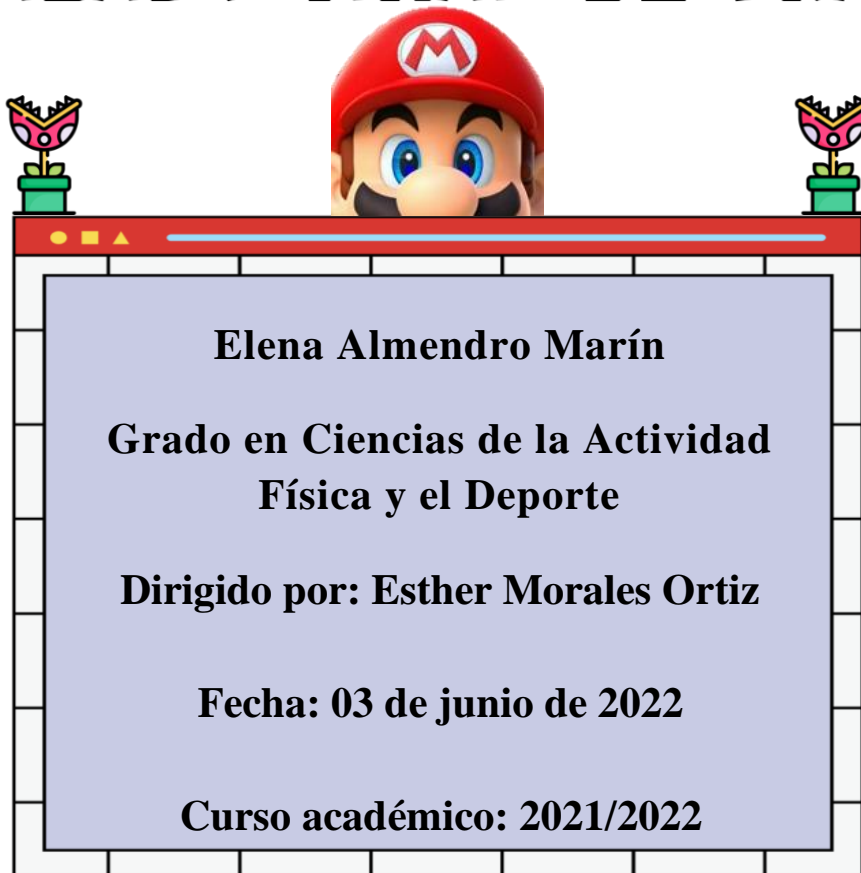 M
Elena Almendro Marín
Grado en Ciencias de la Actividad
Física y el Deporte
Dirigido por: Esther Morales Ortiz
Fecha: 03 de junio de 2022
Curso académico: 2021/2022